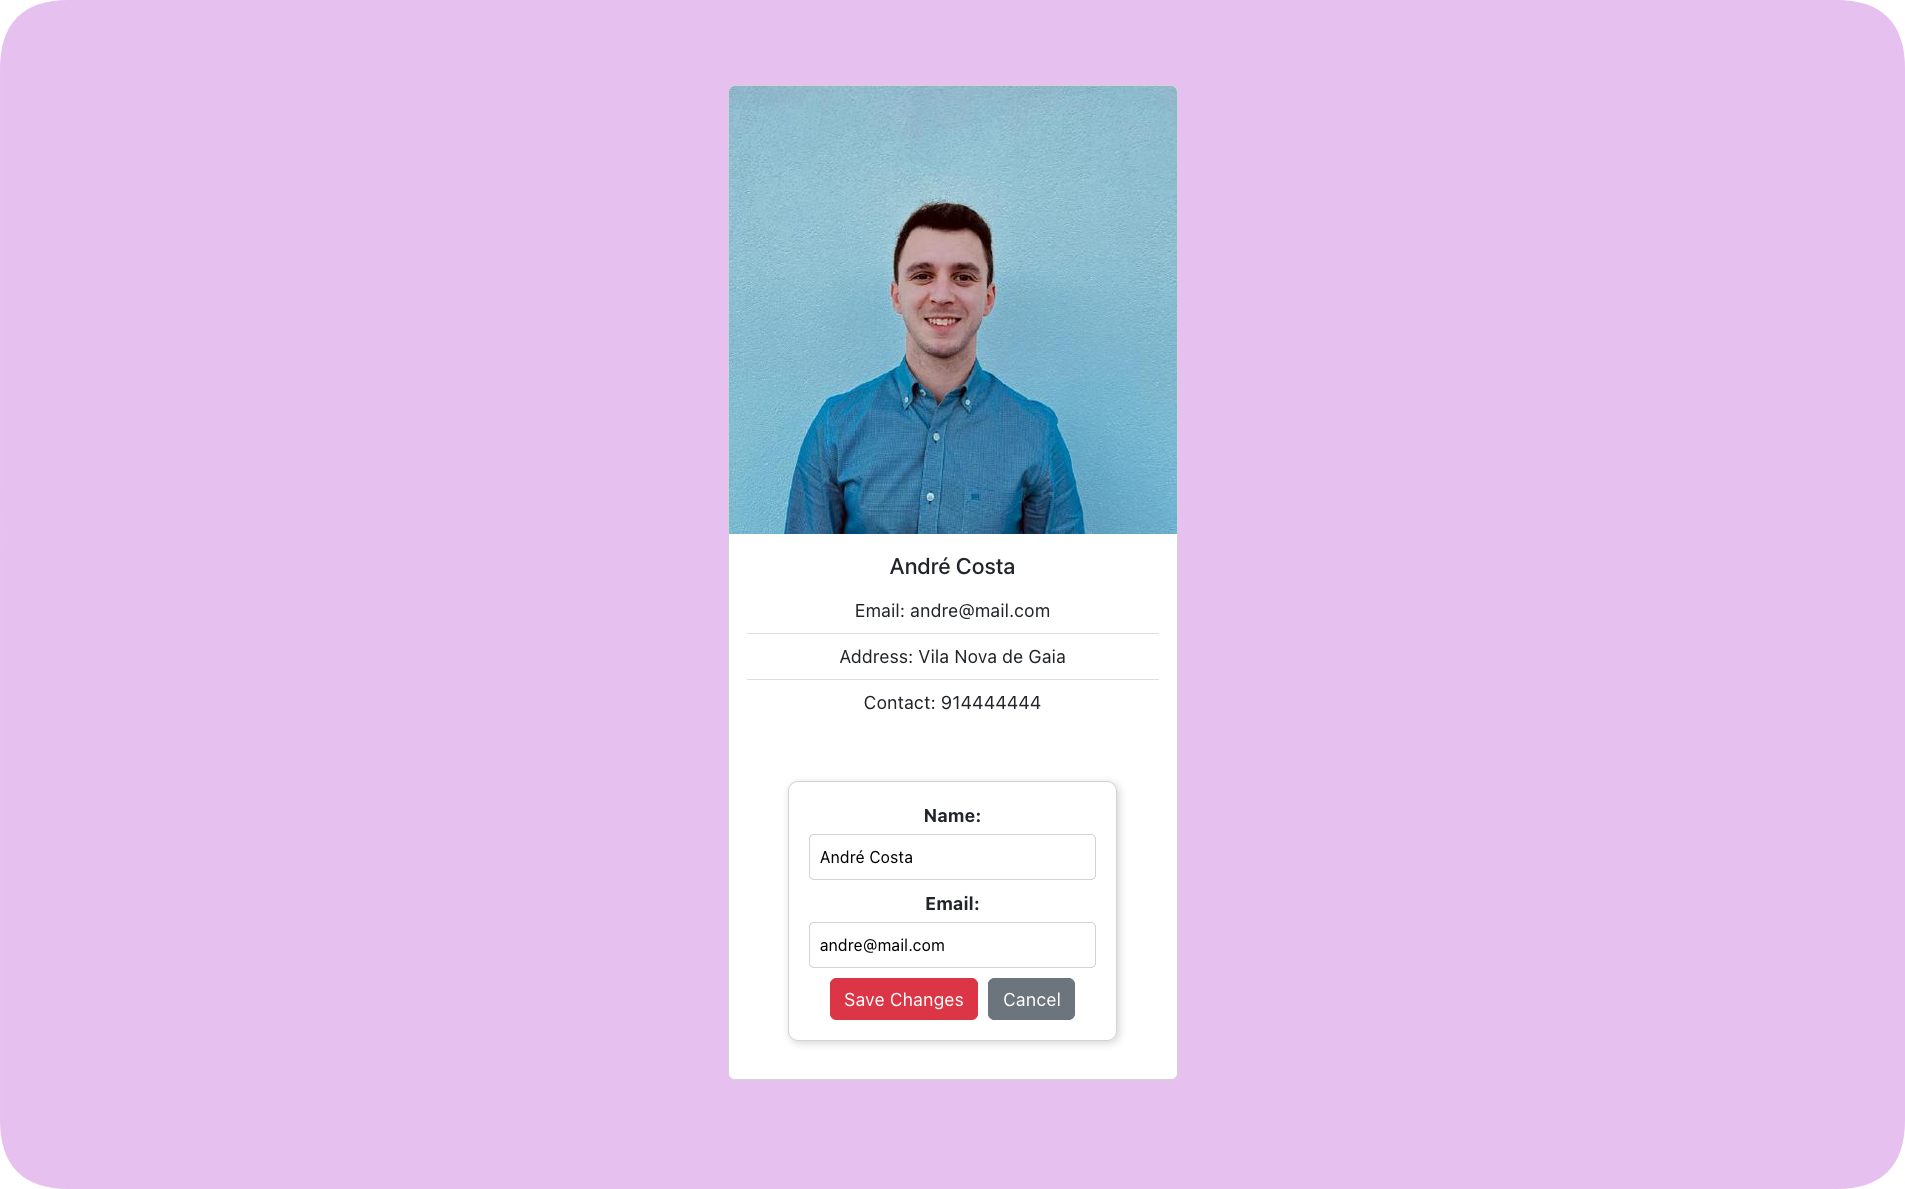 André Costa
Email: andre@mail.com
Address: Vila Nova de Gaia
Contact: 914444444
Name:
André Costa
Email:
andre@mail.com
Save Changes Cancel